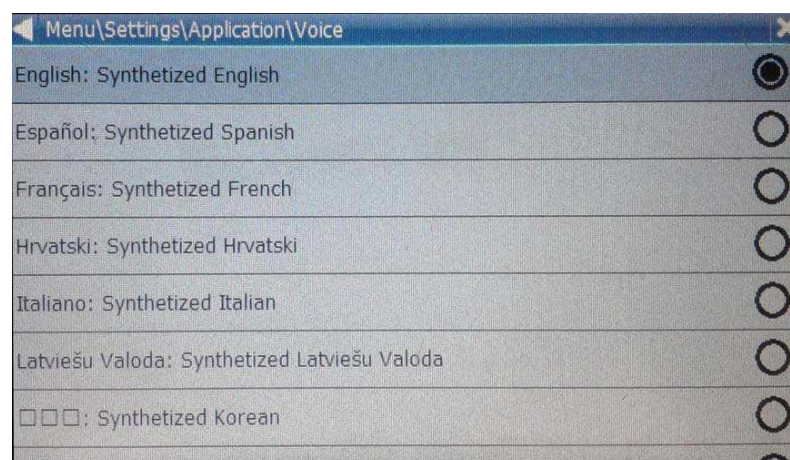 Menu\Settings\Application\Voice
English: Synthetized English
Español: Synthetized Spanish
Français: Synthetized French
Hrvatski: Synthetized Hrvatski
Italiano: Synthetized Italian
Latviešu Valoda: Synthetized Latviešu Valoda
□□□: Synthetized Korean